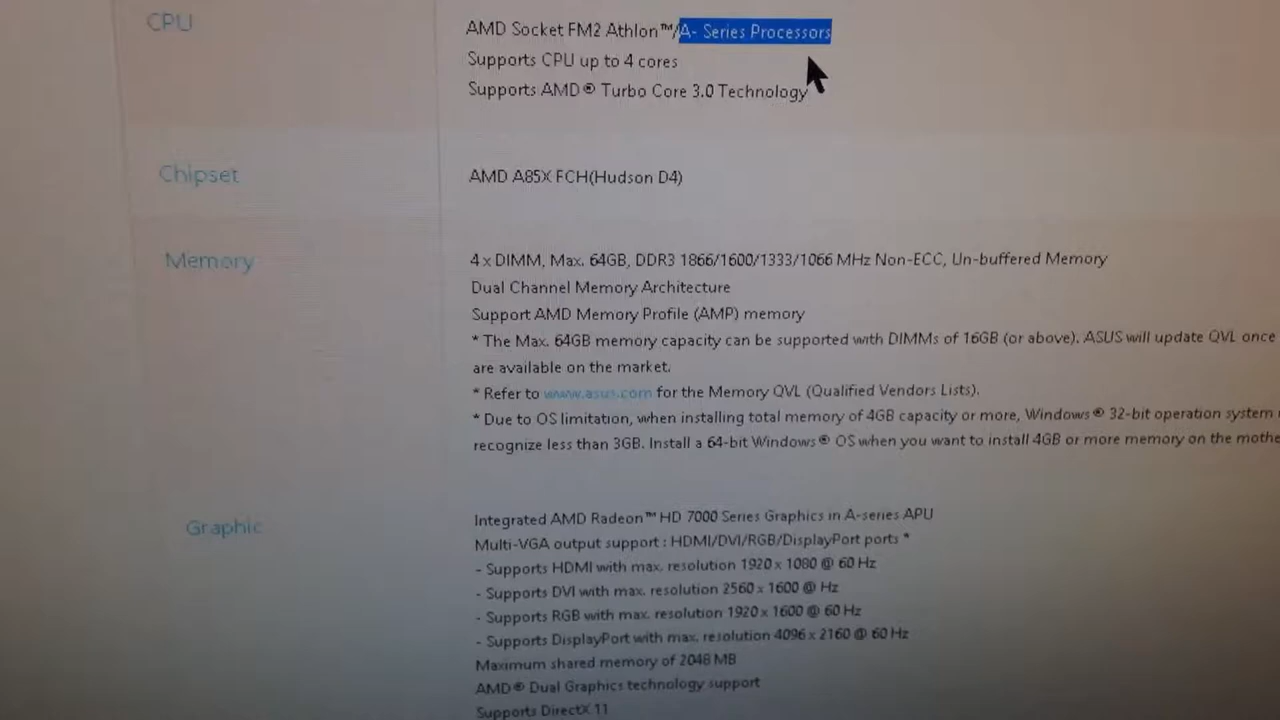 CPU
AMD Socket FM2 Athlon™/A- Series Processors
Supports CPU up to 4 cores
Supports AMD® Turbo Core 3.0 Technology
Chipset
AMD A85X FCH(Hudson D4)
Memory
4 x DIMM, Max. 64GB, DDR3 1866/1600/1333/1066 MHz Non-ECC, Un-buffered Memory
Dual Channel Memory Architecture
Support AMD Memory Profile (AMP) memory
* The Max. 64GB memory capacity can be supported with DIMMs of 16GB (or above). ASUS will update QVL once
are available on the market.
* Refer to www.asus.com for the Memory QVL (Qualified Vendors Lists).
* Due to OS limitation, when installing total memory of 4GB capacity or more, Windows® 32-bit operation system
recognize less than 3GB. Install a 64-bit Windows® OS when you want to install 4GB or more memory on the mothe
Graphic
Integrated AMD Radeon™ HD 7000 Series Graphics in A-series APU
Multi-VGA output support : HDMI/DVI/RGB/DisplayPort ports *
- Supports HDMI with max. resolution 1920 x 1080 @ 60 Hz
- Supports DVI with max. resolution 2560 x 1600 @ Hz
- Supports RGB with max. resolution 1920 x 1600 @ 60 Hz
- Supports DisplayPort with max. resolution 4096 x 2160 @ 60 Hz
Maximum shared memory of 2048 MB
AMD® Dual Graphics technology support
Supports DirectX 11